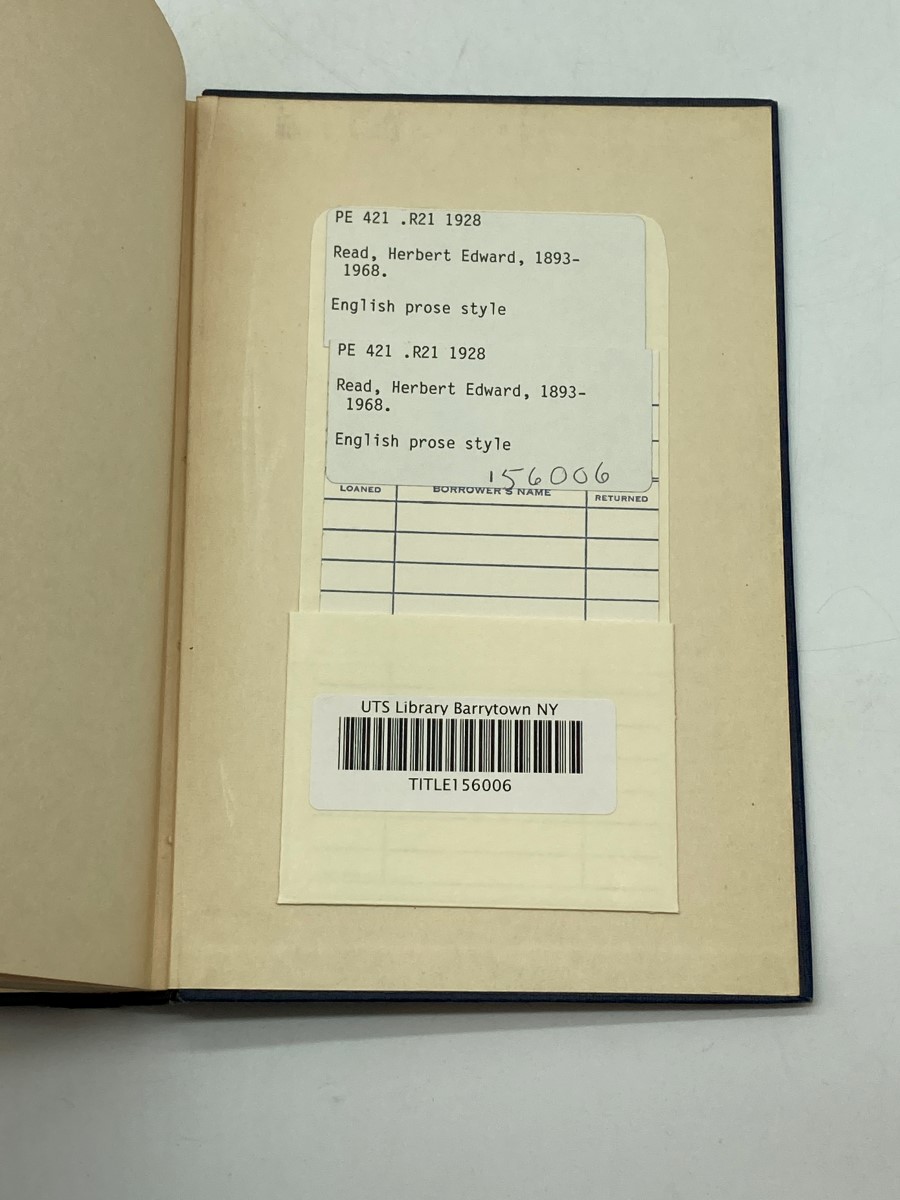 PE 421 .R21 1928
Read, Herbert Edward, 1893-
1968.
English prose style
PE 421 .R21 1928
Read, Herbert Edward, 1893-
1968.
English prose style
156006
LOANED BORROWER'S NAME RETURNED
UTS Library Barrytown NY
TITLE156006